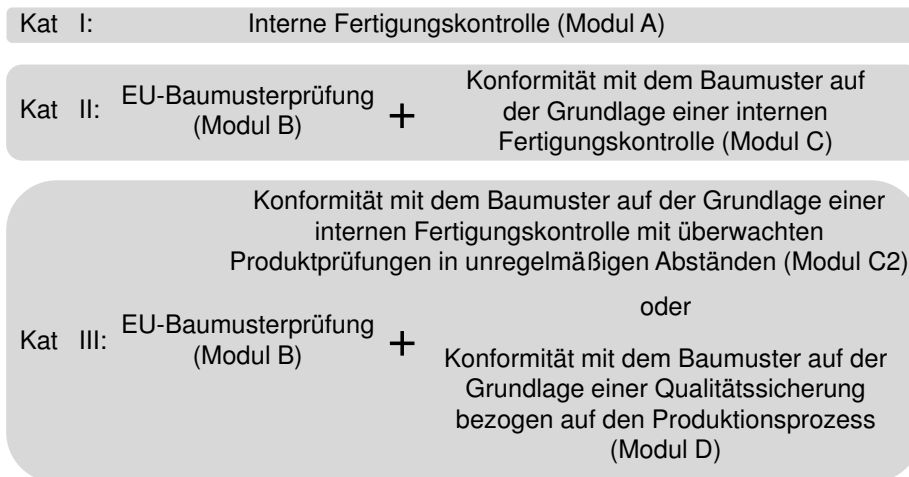 Kat I: Interne Fertigungskontrolle (Modul A)
Kat II: EU-Baumusterprüfung
(Modul B)
+
Konformität mit dem Baumuster auf
der Grundlage einer internen
Fertigungskontrolle (Modul C)
Konformität mit dem Baumuster auf der Grundlage einer
internen Fertigungskontrolle mit überwachten
Produktprüfungen in unregelmäßigen Abständen (Modul C2)
oder
Kat III: EU-Baumusterprüfung
(Modul B)
+
Konformität mit dem Baumuster auf der
Grundlage einer Qualitätssicherung
bezogen auf den Produktionsprozess
(Modul D)